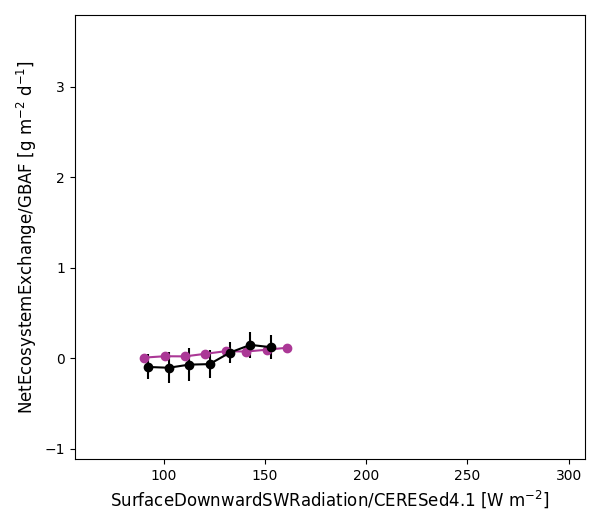 NetEcosystemExchange/GBAF [g m⁻² d⁻¹]
3
2
1
0
−1
100 150 200 250 300
SurfaceDownwardSWRadiation/CERESed4.1 [W m⁻²]